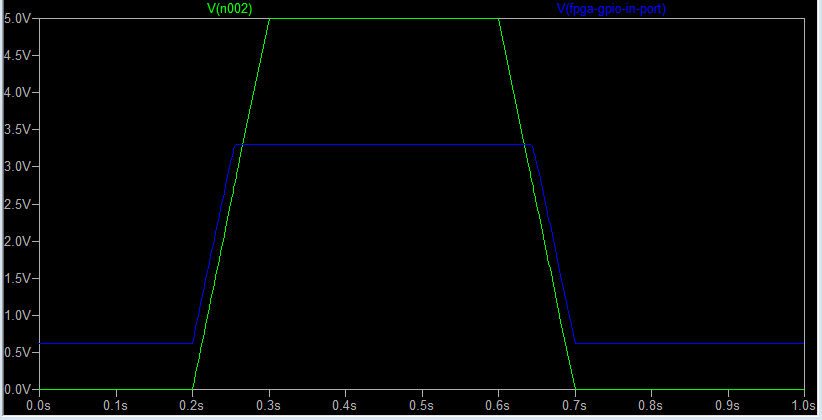 V(n002) V(fpga-gpio-in-port)
5.0V
4.5V
4.0V
3.5V
3.0V
2.5V
2.0V
1.5V
1.0V
0.5V
0.0V
0.0s 0.1s 0.2s 0.3s 0.4s 0.5s 0.6s 0.7s 0.8s 0.9s 1.0s